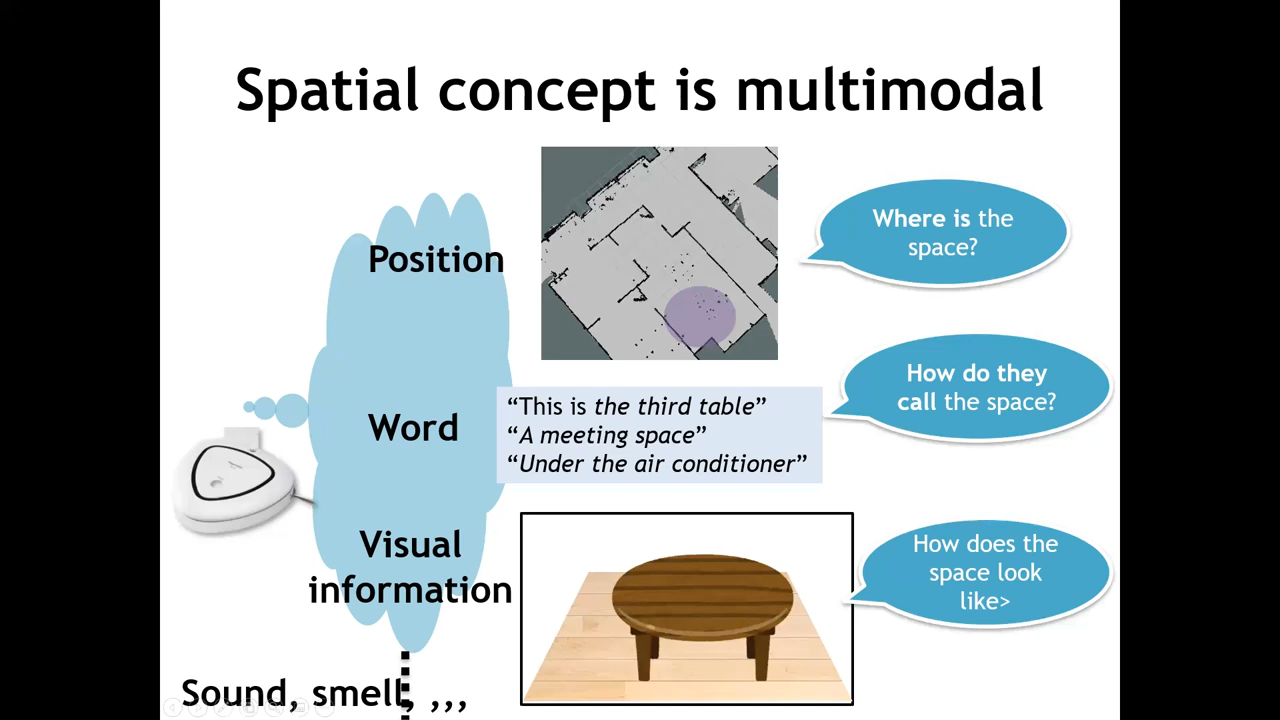 Spatial concept is multimodal
Position
Where is the
space?
Word
“This is the third table”
“A meeting space”
“Under the air conditioner”
How do they
call the space?
Visual
information
How does the
space look
like>
Sound, smell, ,,,